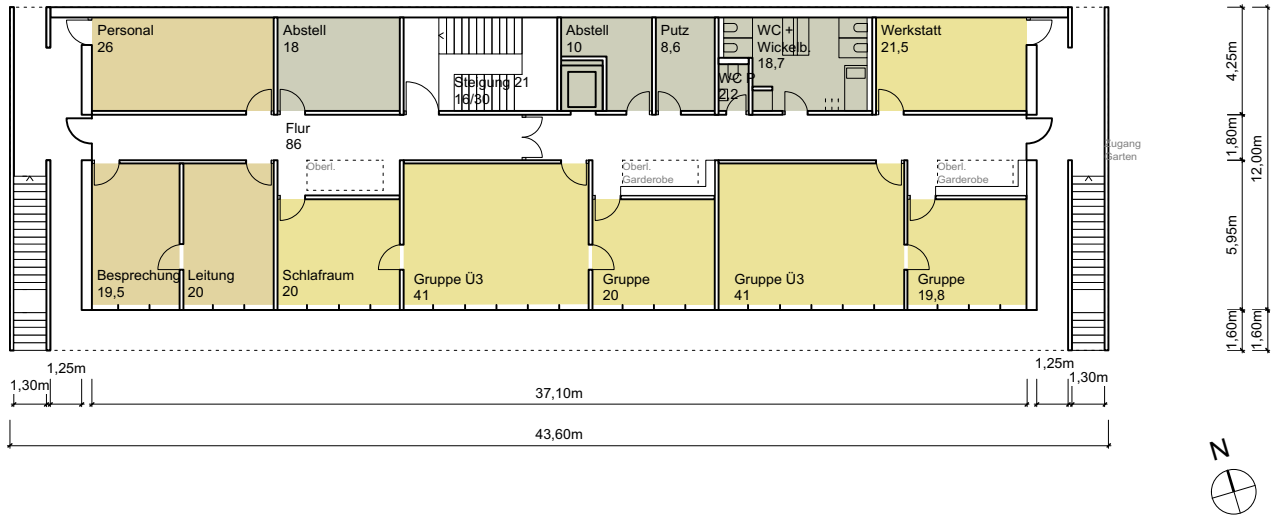 Personal
26
Abstell
18
Steigung 21
16/30
Abstell
10
Putz
8,6
WC +
Wickelb.
18,7
WC P
2,2
Werkstatt
21,5
Flur
86
Oberl.
Oberl.
Garderobe
Oberl.
Garderobe
Zugang
Garten
Besprechung
19,5
Leitung
20
Schlafraum
20
Gruppe Ü3
41
Gruppe
20
Gruppe Ü3
41
Gruppe
19,8
4,25m
1,80m
12,00m
5,95m
1,60m
1,60m
1,30m
1,25m
37,10m
1,25m
1,30m
43,60m
N